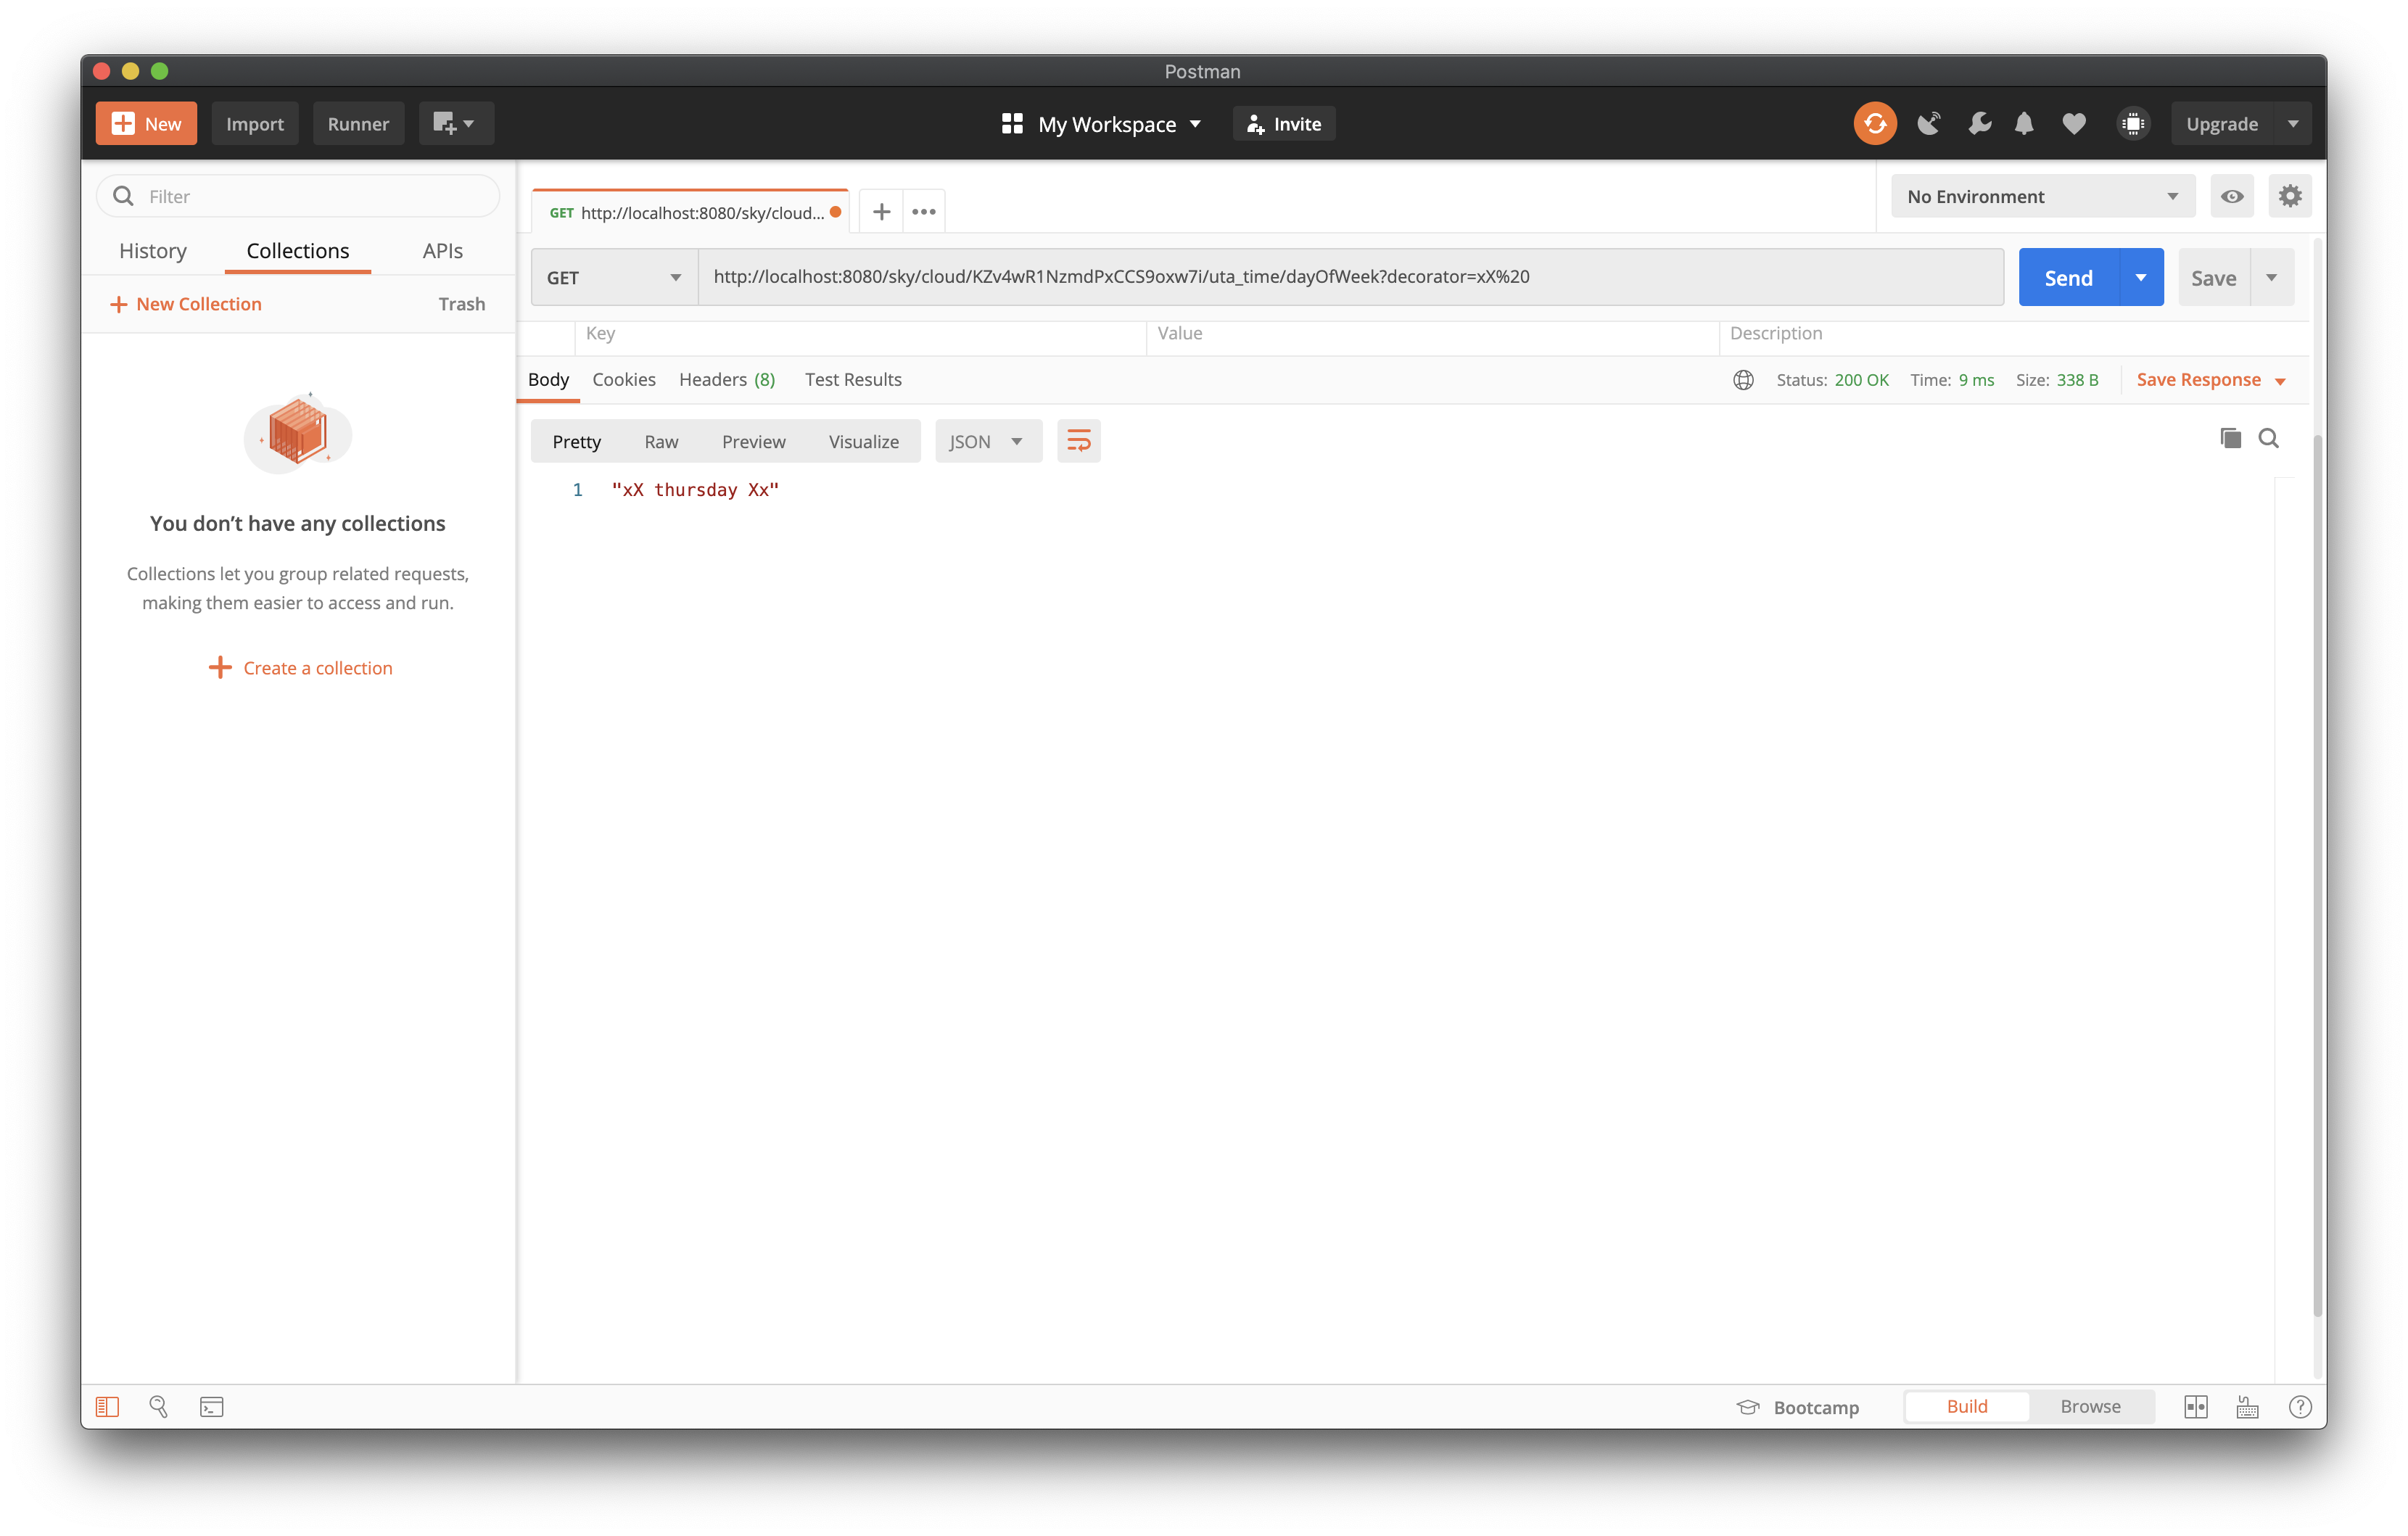 Postman
New Import Runner My Workspace Invite Upgrade
Filter
History Collections APIs
New Collection Trash
You don’t have any collections
Collections let you group related requests,
making them easier to access and run.
Create a collection
GET http://localhost:8080/sky/cloud...
No Environment
GET http://localhost:8080/sky/cloud/KZv4wR1NzmdPxCCS9oxw7i/uta_time/dayOfWeek?decorator=xX%20 Send Save
Key Value Description
Body Cookies Headers (8) Test Results Status: 200 OK Time: 9 ms Size: 338 B Save Response
Pretty Raw Preview Visualize JSON
1 "xX thursday Xx"
Bootcamp Build Browse